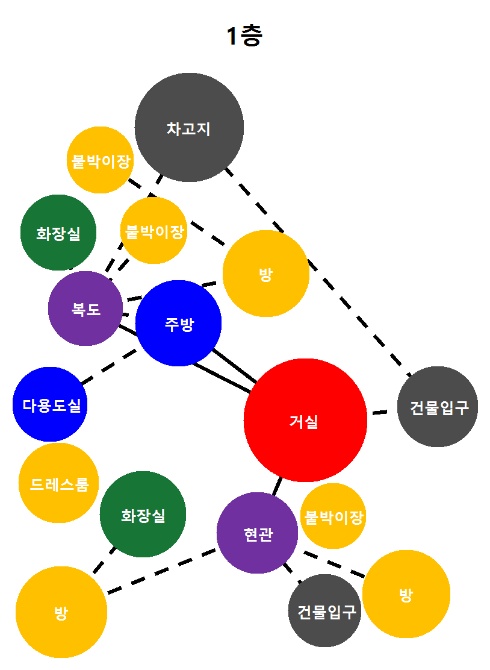 1층
차고지
붙박이장
화장실
붙박이장
방
복도
주방
다용도실
건물입구
거실
드레스룸
화장실
붙박이장
현관
방
건물입구
방